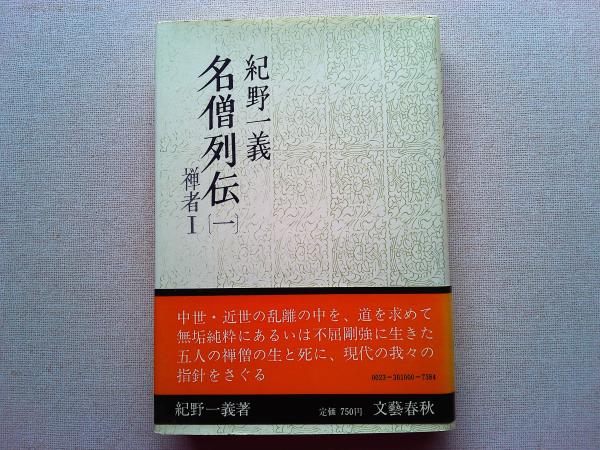 紀野一義
名僧列伝[一]
禅者I
中世・近世の乱離の中を、道を求めて
無垢純粋にあるいは不屈剛強に生きた
五人の禅僧の生と死に、現代の我々の
指針をさぐる
0023-361000-7384
紀野一義著
定価 750円
文藝春秋